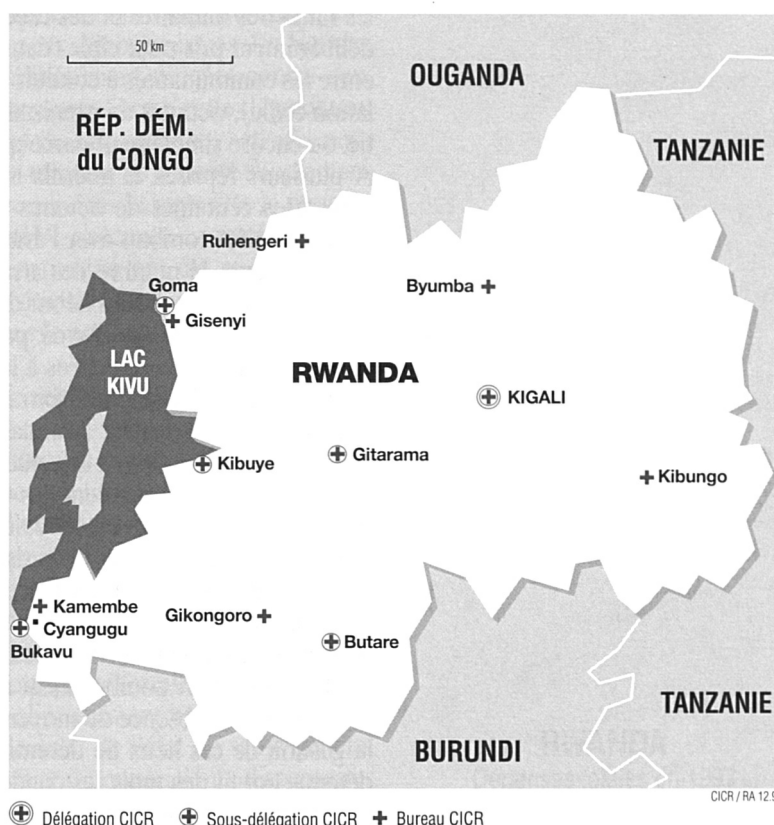 50 km
OUGANDA
RÉP. DÉM.
du CONGO
TANZANIE
Ruhengeri
Byumba
Goma
Gisenyi
LAC
KIVU
RWANDA
KIGALI
Gitarama
Kibuye
Kibungo
Kamembe
Cyangugu
Bukavu
Gikongoro
Butare
TANZANIE
BURUNDI
RWANDA
CICR / RA 12.9
Délégation CICR Sous-délégation CICR Bureau CICR